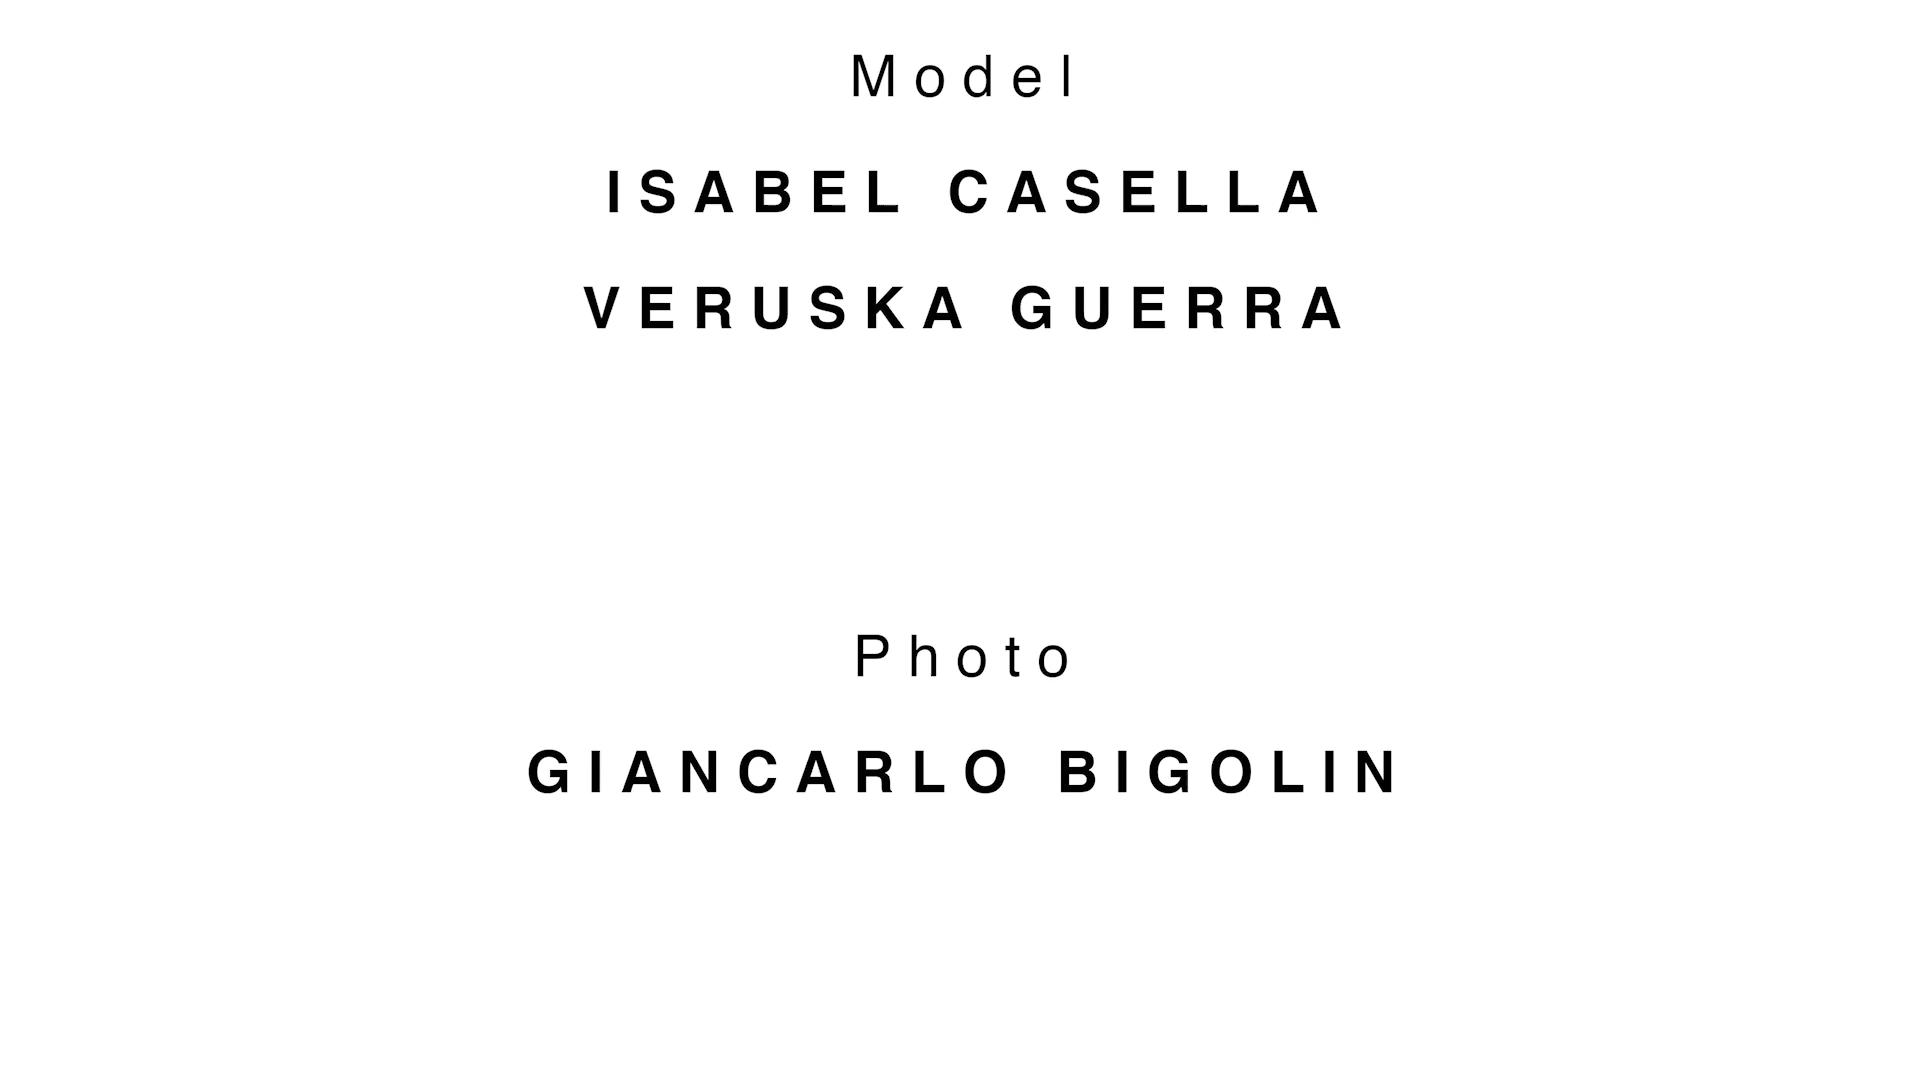 Model
ISABEL CASELLA
VERUSKA GUERRA
Photo
GIANCARLO BIGOLIN